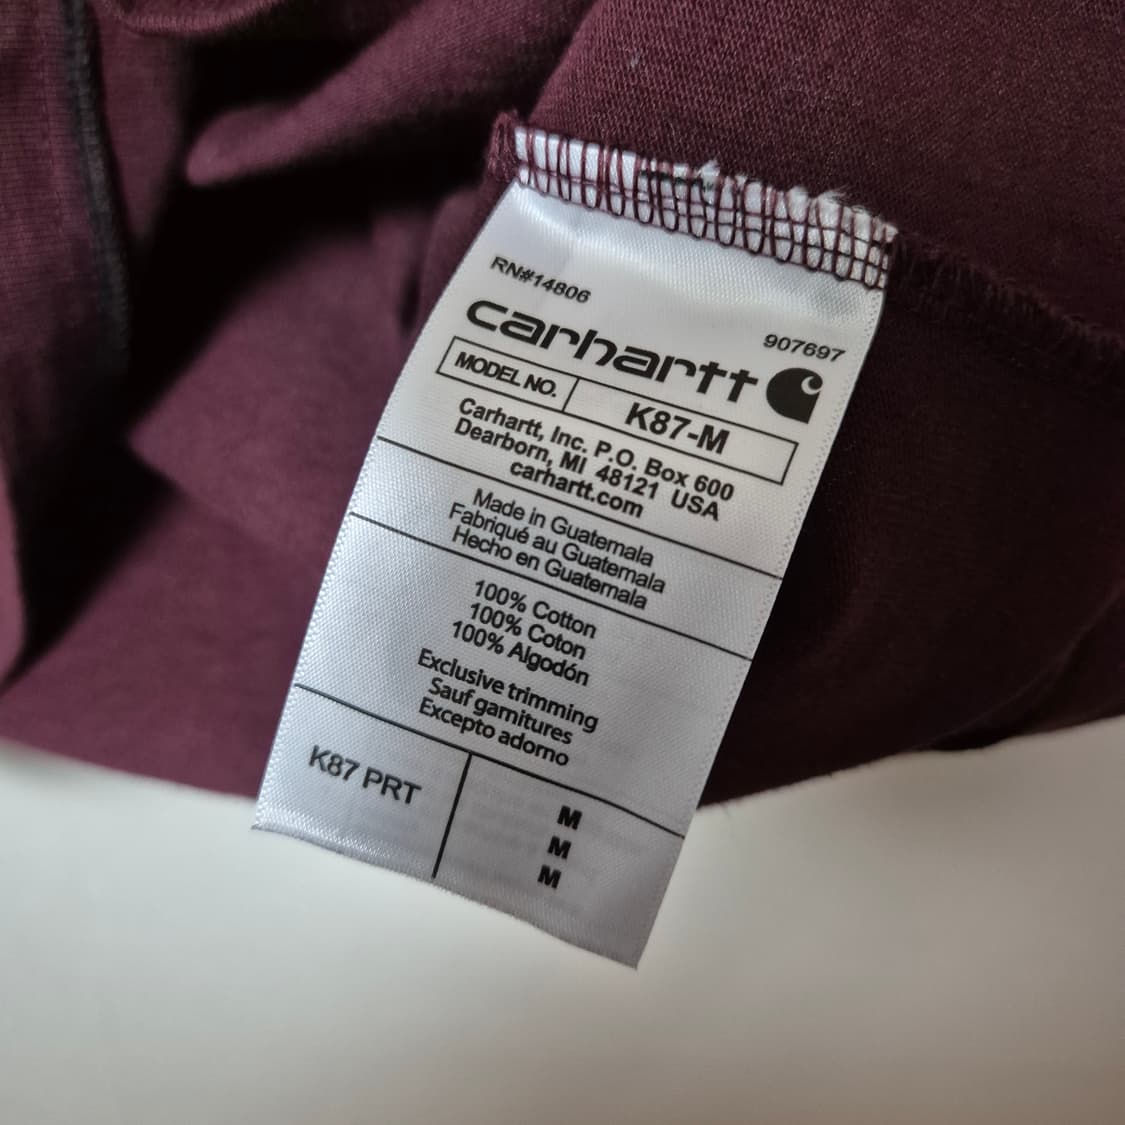 RN#14806
carhartt
907697
MODEL NO.
K87-M
Carhartt, Inc. P.O. Box 600
Dearborn, MI 48121 USA
carhartt.com
Made in Guatemala
Fabriqué au Guatemala
Hecho en Guatemala
100% Cotton
100% Coton
100% Algodón
Exclusive trimming
Sauf garnitures
Excepto adorno
K87 PRT
M
M
M